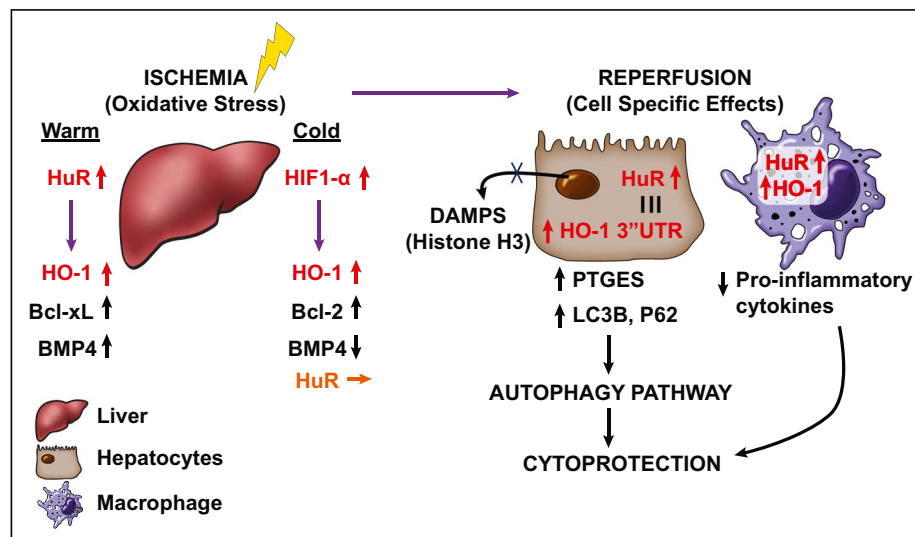 ISCHEMIA
(Oxidative Stress)
Warm
HuR ↑
HO-1 ↑
Bcl-xL ↑
BMP4 ↑
Cold
HIF1-α ↑
HO-1 ↑
Bcl-2 ↑
BMP4 ↓
HuR →
REPERFUSION
(Cell Specific Effects)
DAMPS
(Histone H3)
HuR ↑
↑ HO-1 3”UTR
↑ PTGES
↑ LC3B, P62
AUTOPHAGY PATHWAY
CYTOPROTECTION
HuR ↑
↑ HO-1
↓ Pro-inflammatory
cytokines
Liver
Hepatocytes
Macrophage